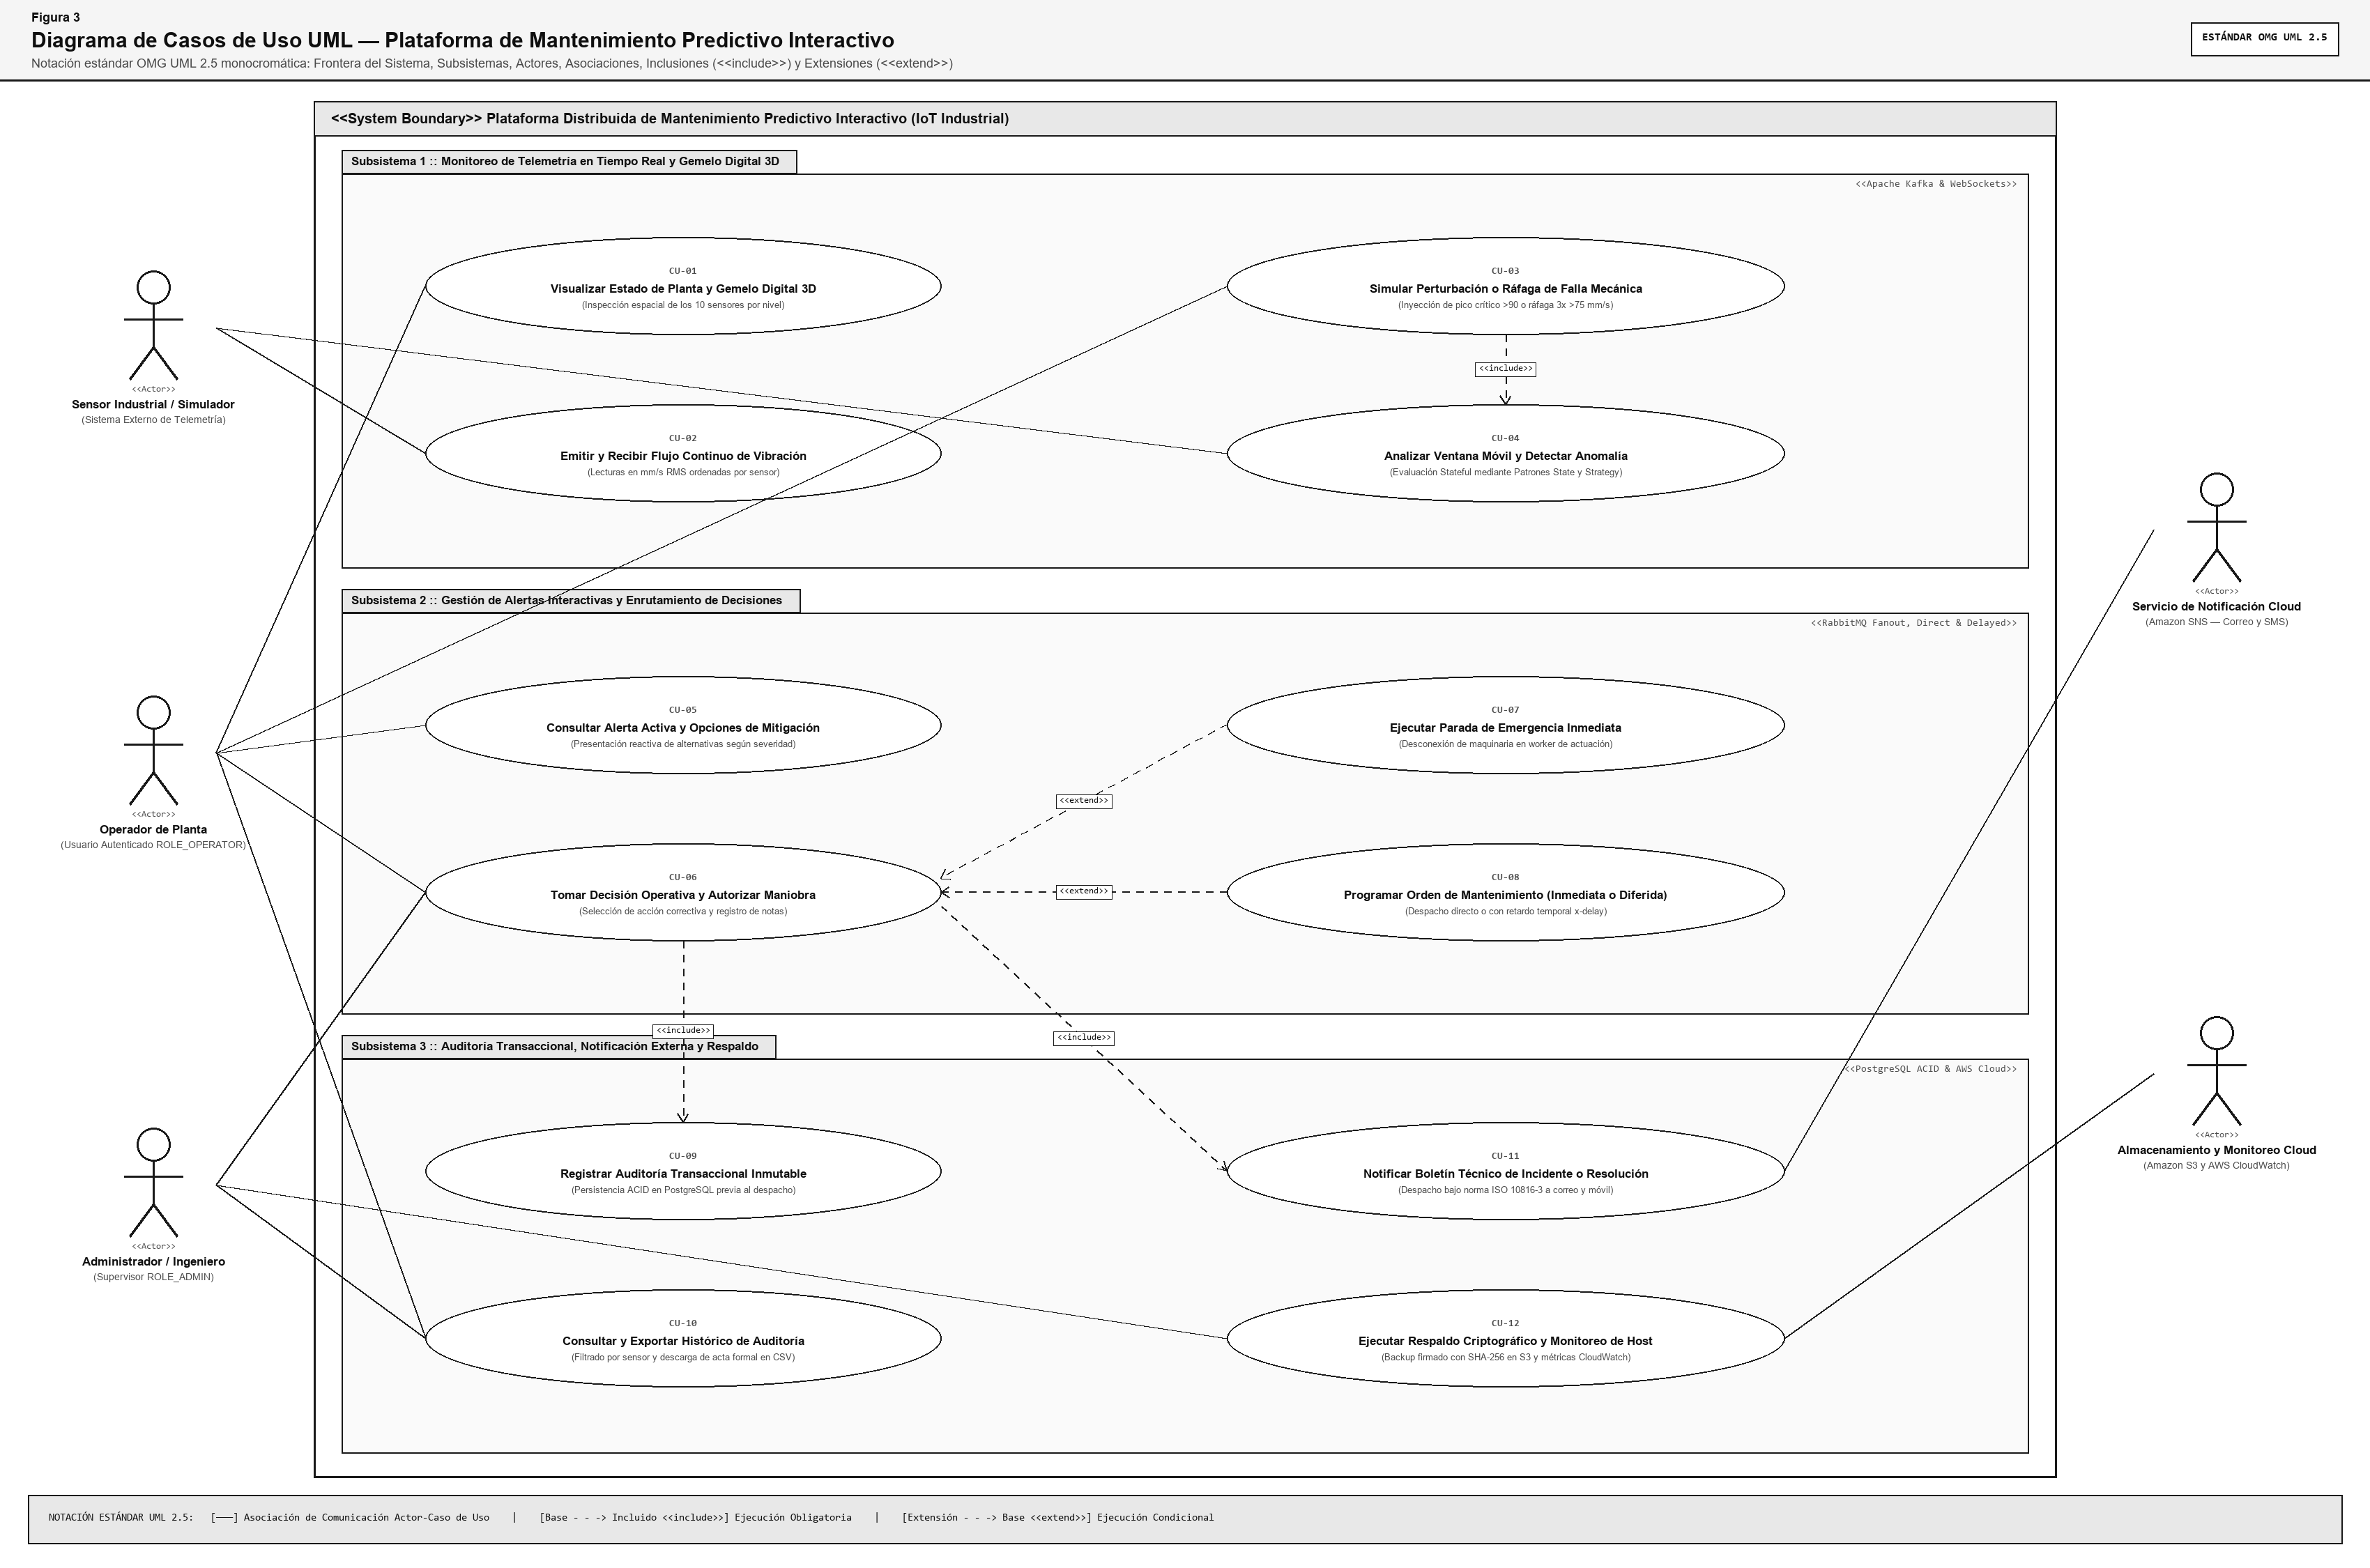 Figura 3
Diagrama de Casos de Uso UML — Plataforma de Mantenimiento Predictivo Interactivo
Notación estándar OMG UML 2.5 monocromática: Frontera del Sistema, Subsistemas, Actores, Asociaciones, Inclusiones (<<include>>) y Extensiones (<<extend>>)
ESTÁNDAR OMG UML 2.5
<<System Boundary>> Plataforma Distribuida de Mantenimiento Predictivo Interactivo (IoT Industrial)
Subsistema 1 :: Monitoreo de Telemetría en Tiempo Real y Gemelo Digital 3D
<<Apache Kafka & WebSockets>>
CU-01
Visualizar Estado de Planta y Gemelo Digital 3D
(Inspección espacial de los 10 sensores por nivel)
CU-03
Simular Perturbación o Ráfaga de Falla Mecánica
(Inyección de pico crítico >90 o ráfaga 3x >75 mm/s)
<<include>>
<<Actor>>
Sensor Industrial / Simulador
(Sistema Externo de Telemetría)
CU-02
Emitir y Recibir Flujo Continuo de Vibración
(Lecturas en mm/s RMS ordenadas por sensor)
CU-04
Analizar Ventana Móvil y Detectar Anomalía
(Evaluación Stateful mediante Patrones State y Strategy)
<<Actor>>
Servicio de Notificación Cloud
(Amazon SNS — Correo y SMS)
Subsistema 2 :: Gestión de Alertas Interactivas y Enrutamiento de Decisiones
<<RabbitMQ Fanout, Direct & Delayed>>
CU-05
Consultar Alerta Activa y Opciones de Mitigación
(Presentación reactiva de alternativas según severidad)
CU-07
Ejecutar Parada de Emergencia Inmediata
(Desconexión de maquinaria en worker de actuación)
<<extend>>
<<Actor>>
Operador de Planta
(Usuario Autenticado ROLE_OPERATOR)
CU-06
Tomar Decisión Operativa y Autorizar Maniobra
(Selección de acción correctiva y registro de notas)
<<extend>>
CU-08
Programar Orden de Mantenimiento (Inmediata o Diferida)
(Despacho directo o con retardo temporal x-delay)
<<include>>
<<include>>
Subsistema 3 :: Auditoría Transaccional, Notificación Externa y Respaldo
<<PostgreSQL ACID & AWS Cloud>>
<<Actor>>
Almacenamiento y Monitoreo Cloud
(Amazon S3 y AWS CloudWatch)
CU-09
Registrar Auditoría Transaccional Inmutable
(Persistencia ACID en PostgreSQL previa al despacho)
CU-11
Notificar Boletín Técnico de Incidente o Resolución
(Despacho bajo norma ISO 10816-3 a correo y móvil)
<<Actor>>
Administrador / Ingeniero
(Supervisor ROLE_ADMIN)
CU-10
Consultar y Exportar Histórico de Auditoría
(Filtrado por sensor y descarga de acta formal en CSV)
CU-12
Ejecutar Respaldo Criptográfico y Monitoreo de Host
(Backup firmado con SHA-256 en S3 y métricas CloudWatch)
NOTACIÓN ESTÁNDAR UML 2.5: [———] Asociación de Comunicación Actor-Caso de Uso | [Base - - -> Incluido <<include>>] Ejecución Obligatoria | [Extensión - - -> Base <<extend>>] Ejecución Condicional